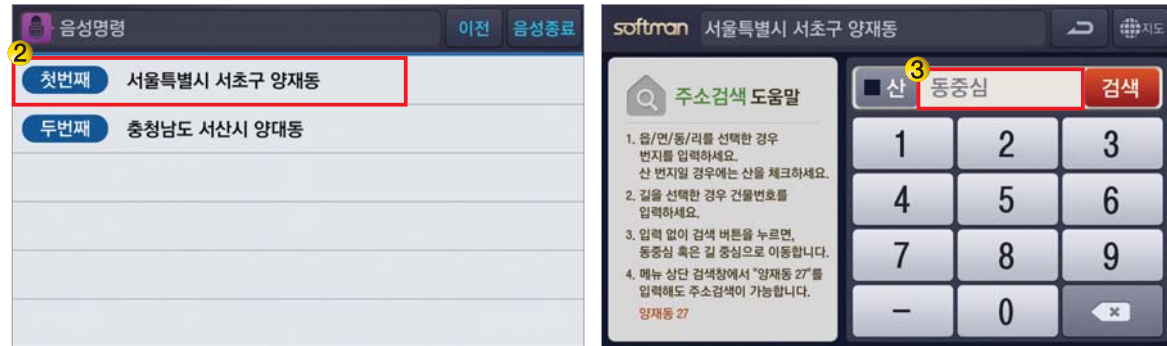 음성명령
이전
음성종료
2
첫번째
서울특별시 서초구 양재동
두번째
충청남도 서산시 양대동
softman
서울특별시 서초구 양재동
지도
주소검색 도움말
1. 읍/면/동/리를 선택한 경우
번지를 입력하세요.
산 번지일 경우에는 산을 체크하세요.
2. 길을 선택한 경우 건물번호를
입력하세요.
3. 입력 없이 검색 버튼을 누르면,
동중심 혹은 길 중심으로 이동합니다.
4. 메뉴 상단 검색창에서 "양재동 27"를
입력해도 주소검색이 가능합니다.
양재동 27
3
산
동중심
검색
1 2 3
4 5 6
7 8 9
- 0